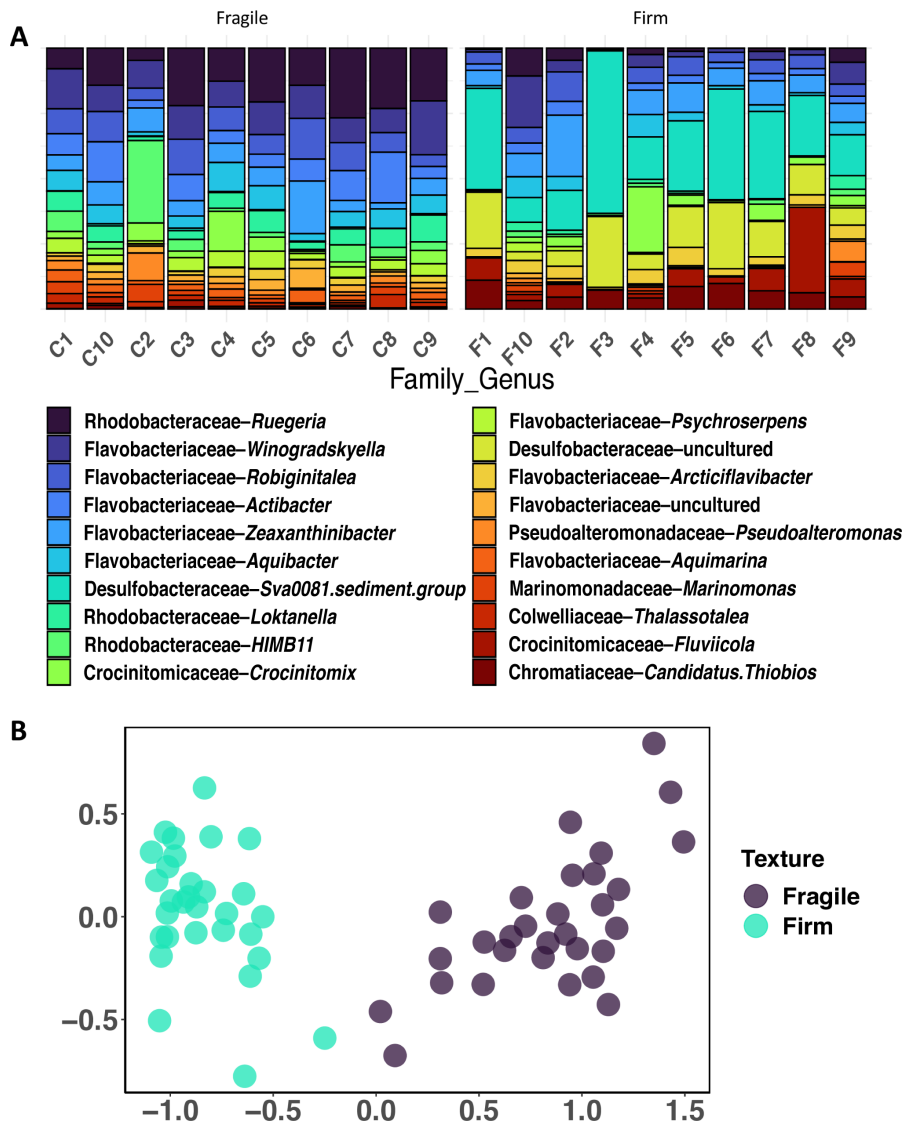 Fragile Firm
A
C1 C10 C2 C3 C4 C5 C6 C7 C8 C9 F1 F10 F2 F3 F4 F5 F6 F7 F8 F9
Family_Genus
Rhodobacteraceae–Ruegeria
Flavobacteriaceae–Winogradskyella
Flavobacteriaceae–Robiginitalea
Flavobacteriaceae–Actibacter
Flavobacteriaceae–Zeaxanthinibacter
Flavobacteriaceae–Aquibacter
Desulfobacteraceae–Sva0081.sediment.group
Rhodobacteraceae–Loktanella
Rhodobacteraceae–HIMB11
Crocinitomicaceae–Crocinitomix
Flavobacteriaceae–Psychroserpens
Desulfobacteraceae–uncultured
Flavobacteriaceae–Arcticiflavibacter
Flavobacteriaceae–uncultured
Pseudoalteromonadaceae–Pseudoalteromonas
Flavobacteriaceae–Aquimarina
Marinomonadaceae–Marinomonas
Colwelliaceae–Thalassotalea
Crocinitomicaceae–Fluviicola
Chromatiaceae–Candidatus.Thiobios
B
0.5
0.0
−0.5
−1.0 −0.5 0.0 0.5 1.0 1.5
Texture
Fragile
Firm